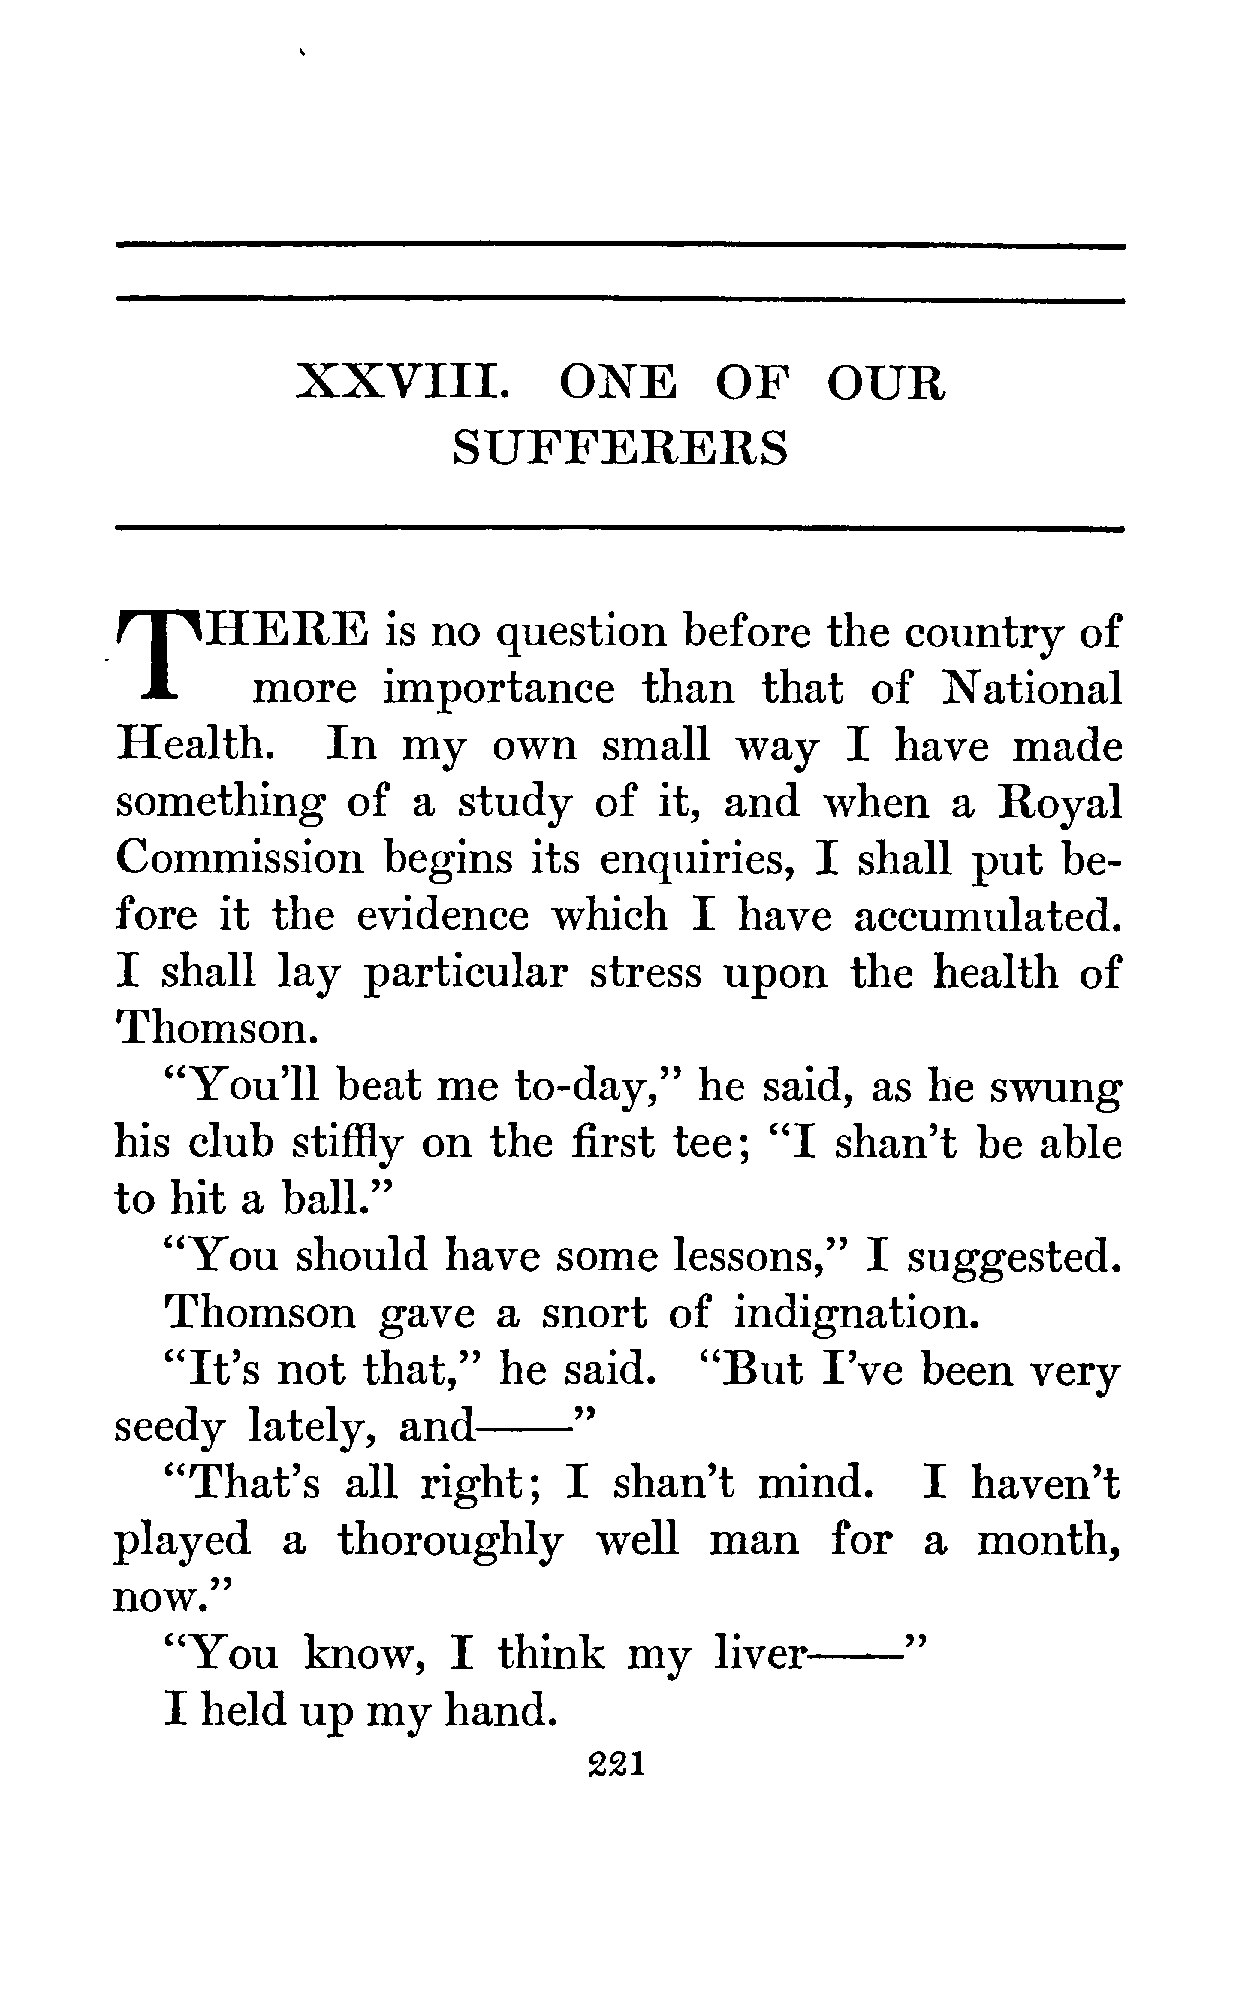 XXVIII. ONE OF OUR
SUFFERERS
THERE is no question before the country of
more importance than that of National
Health. In my own small way I have made
something of a study of it, and when a Royal
Commission begins its enquiries, I shall put be-
fore it the evidence which I have accumulated.
I shall lay particular stress upon the health of
Thomson.
“You’ll beat me to-day,” he said, as he swung
his club stiffly on the first tee; “I shan’t be able
to hit a ball.”
“You should have some lessons,” I suggested.
Thomson gave a snort of indignation.
“It’s not that,” he said. “But I’ve been very
seedy lately, and——”
“That’s all right; I shan’t mind. I haven’t
played a thoroughly well man for a month,
now.”
“You know, I think my liver——”
I held up my hand.
221